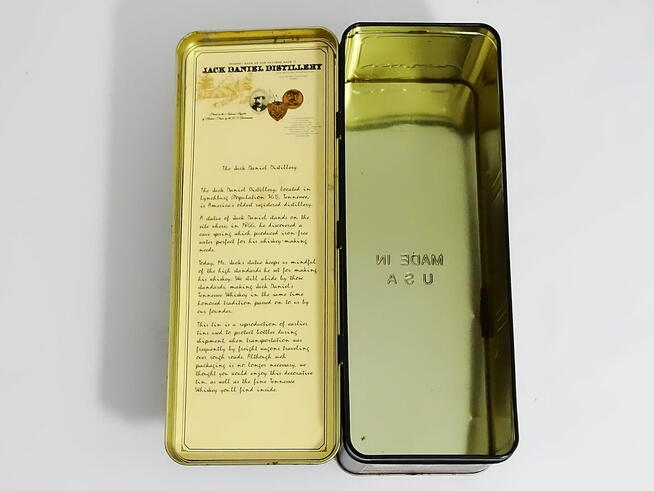 JACK DANIEL DISTILLERY
The Jack Daniel Distillery
The Jack Daniel Distillery, located in
Lynchburg (Population 361), Tennessee,
is America's oldest registered distillery.
A statue of Jack Daniel stands on the
site where, in 1866, he discovered a
cave spring which produced iron-free
water perfect for his whiskey-making
needs.
Today, Mr. Jack's statue keeps us mindful
of the high standards he set for making
his whiskey. We still abide by those
standards, making Jack Daniel's
Tennessee Whiskey in the same time
honored tradition passed on to us by
our founder.
This tin is a reproduction of earlier
tins used to protect bottles during
shipment, when transportation was
frequently by freight wagons traveling
over rough roads. Although such
packaging is no longer necessary, we
thought you would enjoy this decorative
tin, as well as the fine Tennessee
Whiskey you'll find inside.
MADE IN
U S A